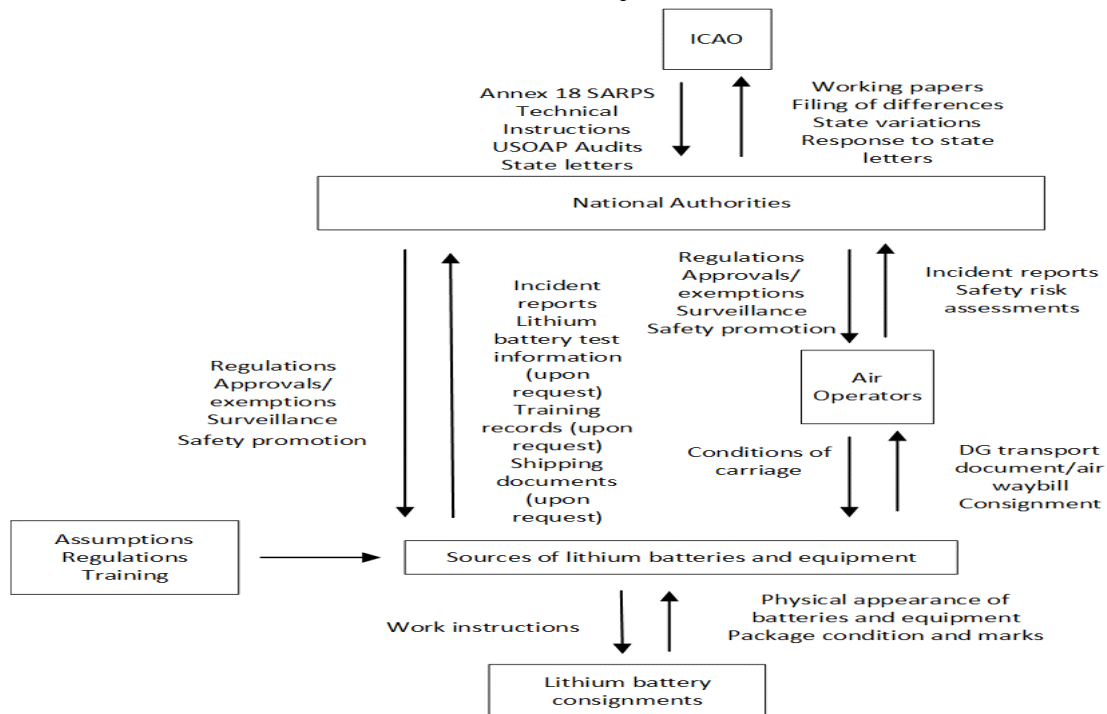 ICAO
Annex 18 SARPS
Technical
Instructions
USOAP Audits
State letters
Working papers
Filing of differences
State variations
Response to state
letters
National Authorities
Regulations
Approvals/
exemptions
Surveillance
Safety promotion
Incident
reports
Lithium
battery test
information
(upon
request)
Training
records (upon
request)
Shipping
documents
(upon
request)
Regulations
Approvals/
exemptions
Surveillance
Safety promotion
Incident reports
Safety risk
assessments
Air
Operators
Conditions of
carriage
DG transport
document/air
waybill
Consignment
Assumptions
Regulations
Training
Sources of lithium batteries and equipment
Work instructions
Physical appearance of
batteries and equipment
Package condition and marks
Lithium battery
consignments